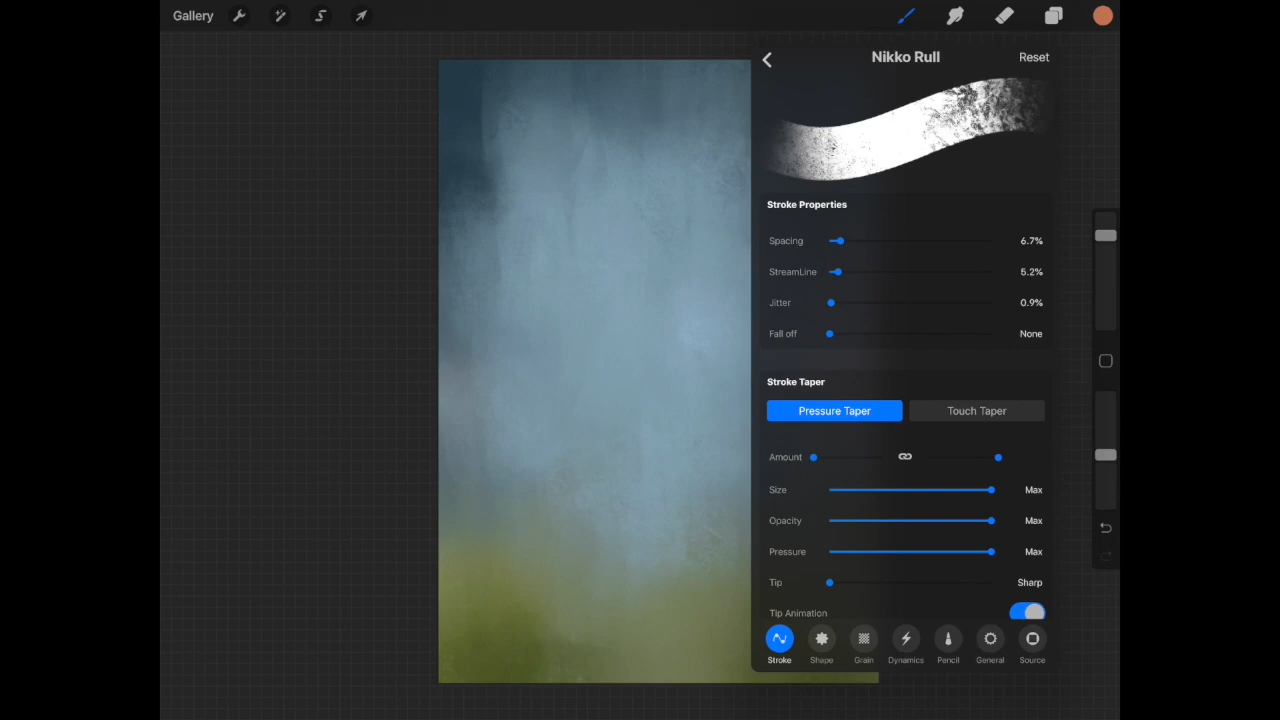 Gallery
Nikko Rull
Reset
Stroke Properties
Spacing 6.7%
StreamLine 5.2%
Jitter 0.9%
Fall off None
Stroke Taper
Pressure Taper Touch Taper
Amount
Size Max
Opacity Max
Pressure Max
Tip Sharp
Tip Animation
Stroke Shape Grain Dynamics Pencil General Source